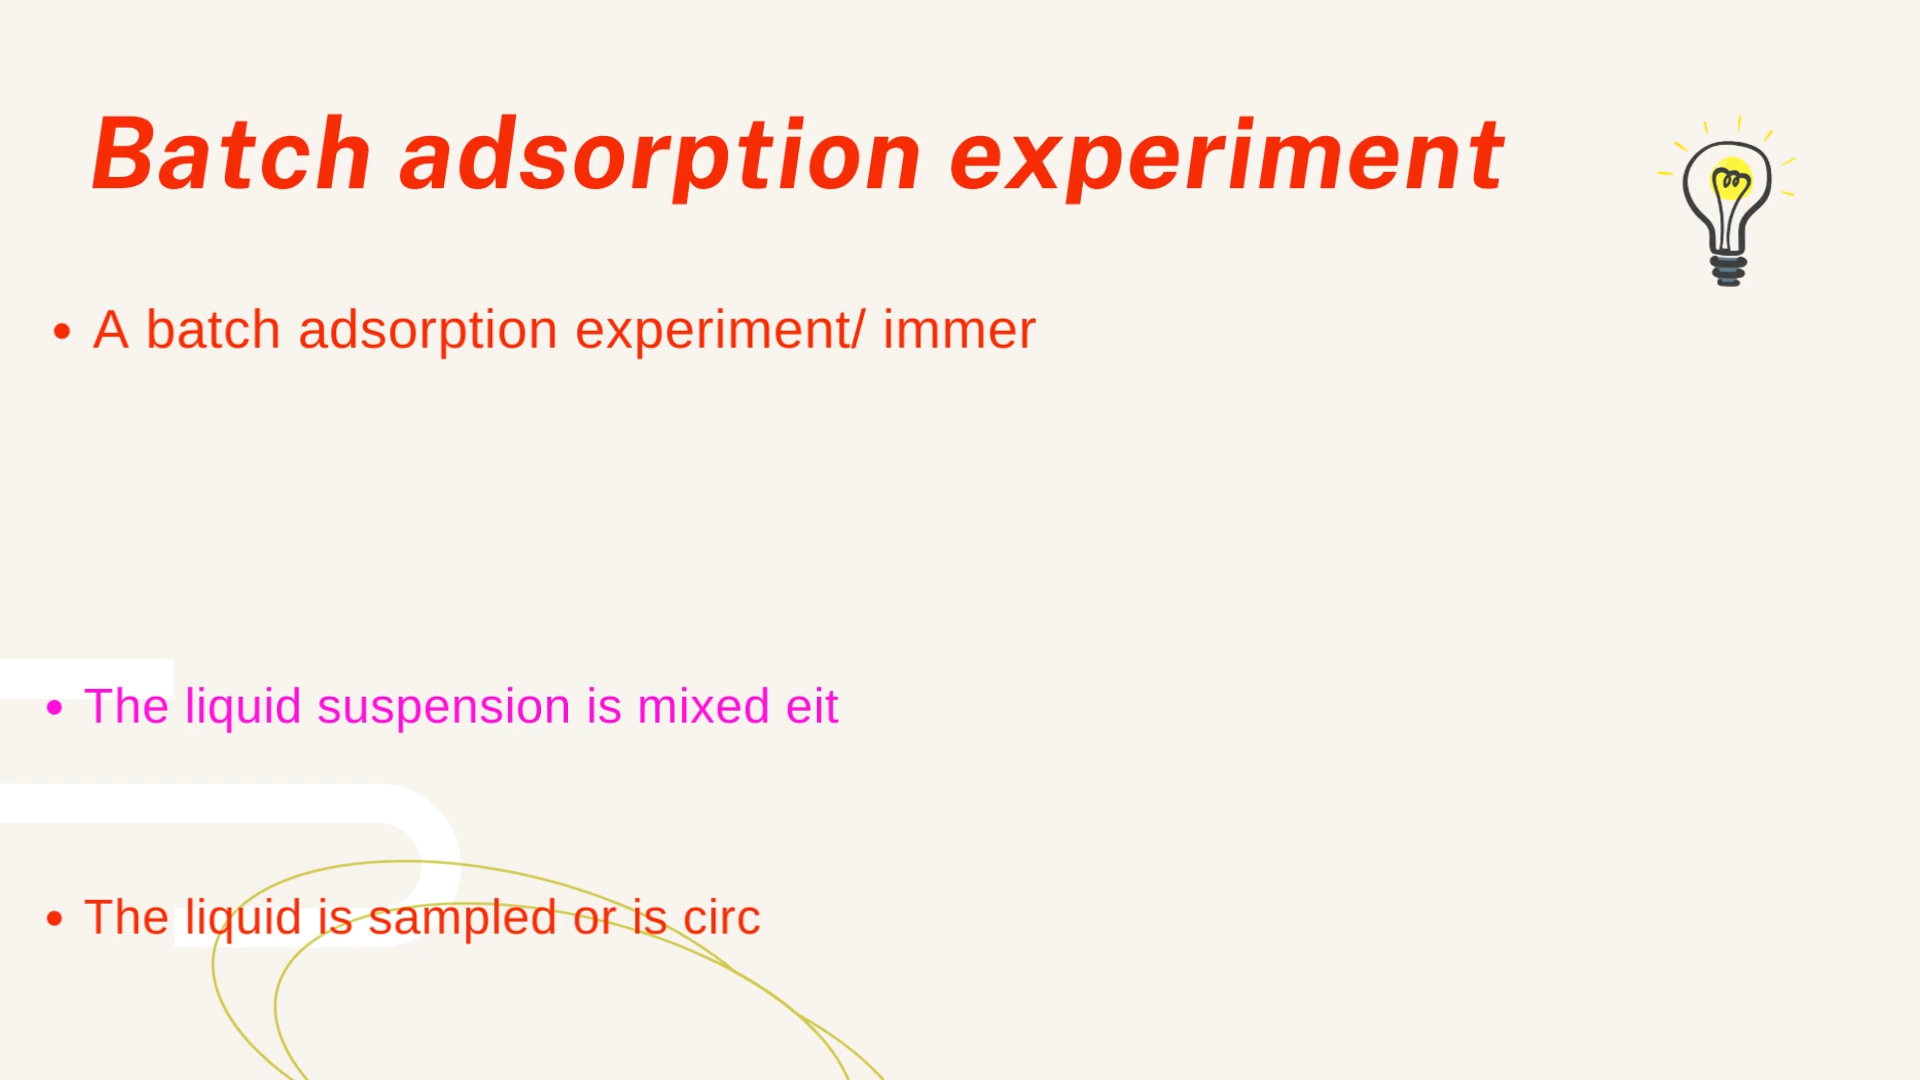 Batch adsorption experiment
• A batch adsorption experiment/ immer
• The liquid suspension is mixed eit
• The liquid is sampled or is circ